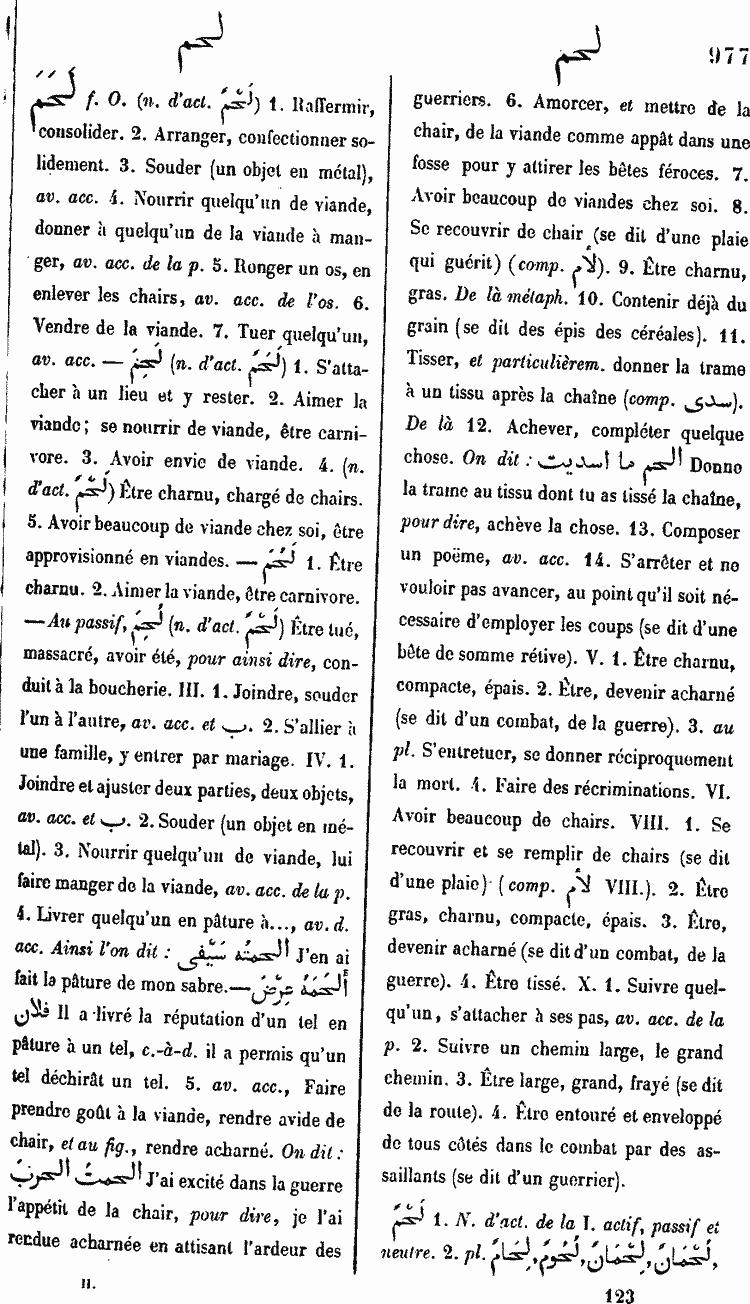 لحم
لحم
977
لَحَمَ f. O. (n. d'act. لَحْمٌ) 1. Raffermir,
consolider. 2. Arranger, confectionner so-
lidement. 3. Souder (un objet en métal),
av. acc. 4. Nourrir quelqu'un de viande,
donner à quelqu'un de la viande à man-
ger, av. acc. de la p. 5. Ronger un os, en
enlever les chairs, av. acc. de l'os. 6.
Vendre de la viande. 7. Tuer quelqu'un,
av. acc. — لَحِمَ (n. d'act. لَحَمٌ) 1. S'atta-
cher à un lieu et y rester. 2. Aimer la
viande; se nourrir de viande, être carni-
vore. 3. Avoir envie de viande. 4. (n.
d'act. لَحْمٌ) Être charnu, chargé de chairs.
5. Avoir beaucoup de viande chez soi, être
approvisionné en viandes. — لَحُمَ 1. Être
charnu. 2. Aimer la viande, être carnivore.
— Au passif, لُحِمَ (n. d'act. لَحْمٌ) Être tué,
massacré, avoir été, pour ainsi dire, con-
duit à la boucherie. III. 1. Joindre, souder
l'un à l'autre, av. acc. et ب. 2. S'allier à
une famille, y entrer par mariage. IV. 1.
Joindre et ajuster deux parties, deux objets,
av. acc. et ب. 2. Souder (un objet en mé-
tal). 3. Nourrir quelqu'un de viande, lui
faire manger de la viande, av. acc. de la p.
4. Livrer quelqu'un en pâture à..., av. d.
acc. Ainsi l'on dit : الحمتُه سَيْفى J'en ai
fait la pâture de mon sabre. — أَلْحَمَهُ عِرْضَ
فلان Il a livré la réputation d'un tel en
pâture à un tel, c.-à-d. il a permis qu'un
tel déchirât un tel. 5. av. acc., Faire
prendre goût à la viande, rendre avide de
chair, et au fig., rendre acharné. On dit :
الحمتُ الحربَ J'ai excité dans la guerre
l'appétit de la chair, pour dire, je l'ai
rendue acharnée en attisant l'ardeur des
II.
guerriers. 6. Amorcer, et mettre de la
chair, de la viande comme appât dans une
fosse pour y attirer les bêtes féroces. 7.
Avoir beaucoup de viandes chez soi. 8.
Se recouvrir de chair (se dit d'une plaie
qui guérit) (comp. لأم). 9. Être charnu,
gras. De là métaph. 10. Contenir déjà du
grain (se dit des épis des céréales). 11.
Tisser, et particulièrem. donner la trame
à un tissu après la chaîne (comp. سدى).
De là 12. Achever, compléter quelque
chose. On dit : الحم ما اسديت Donne
la trame au tissu dont tu as tissé la chaîne,
pour dire, achève la chose. 13. Composer
un poëme, av. acc. 14. S'arrêter et ne
vouloir pas avancer, au point qu'il soit né-
cessaire d'employer les coups (se dit d'une
bête de somme rétive). V. 1. Être charnu,
compacte, épais. 2. Être, devenir acharné
(se dit d'un combat, de la guerre). 3. au
pl. S'entretuer, se donner réciproquement
la mort. 4. Faire des récriminations. VI.
Avoir beaucoup de chairs. VIII. 1. Se
recouvrir et se remplir de chairs (se dit
d'une plaie) (comp. لأم VIII.). 2. Être
gras, charnu, compacte, épais. 3. Être,
devenir acharné (se dit d'un combat, de la
guerre). 4. Être tissé. X. 1. Suivre quel-
qu'un, s'attacher à ses pas, av. acc. de la
p. 2. Suivre un chemin large, le grand
chemin. 3. Être large, grand, frayé (se dit
de la route). 4. Être entouré et enveloppé
de tous côtés dans le combat par des as-
saillants (se dit d'un guerrier).
لَحْمٌ 1. N. d'act. de la I. actif, passif et
neutre. 2. pl. لِحَامٌ, لُحُومٌ, لِحْمَانٌ, لُحْمَانٌ,
123